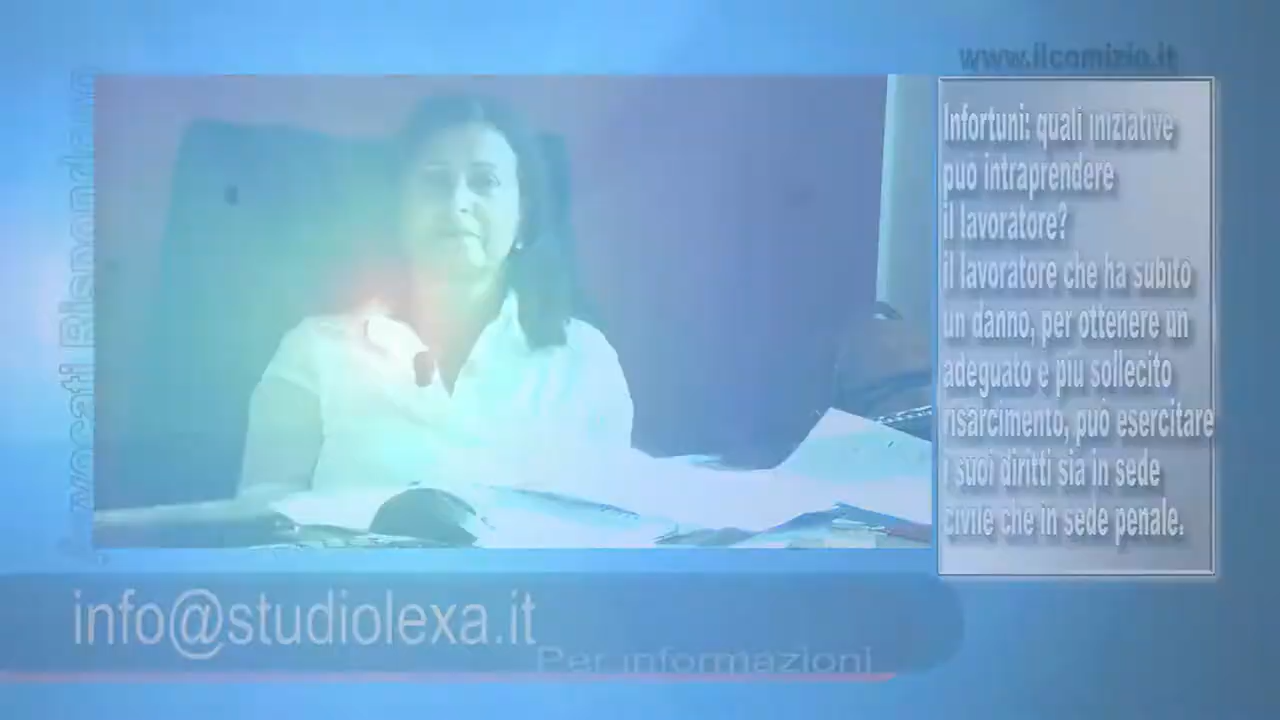 www.ilcomizio.it
Infortuni: quali iniziative
può intraprendere
il lavoratore?
il lavoratore che ha subito
un danno, per ottenere un
adeguato e più sollecito
risarcimento, può esercitare
i suoi diritti sia in sede
civile che in sede penale.
Avvocati Rispondono
info@studiolexa.it
Per informazioni